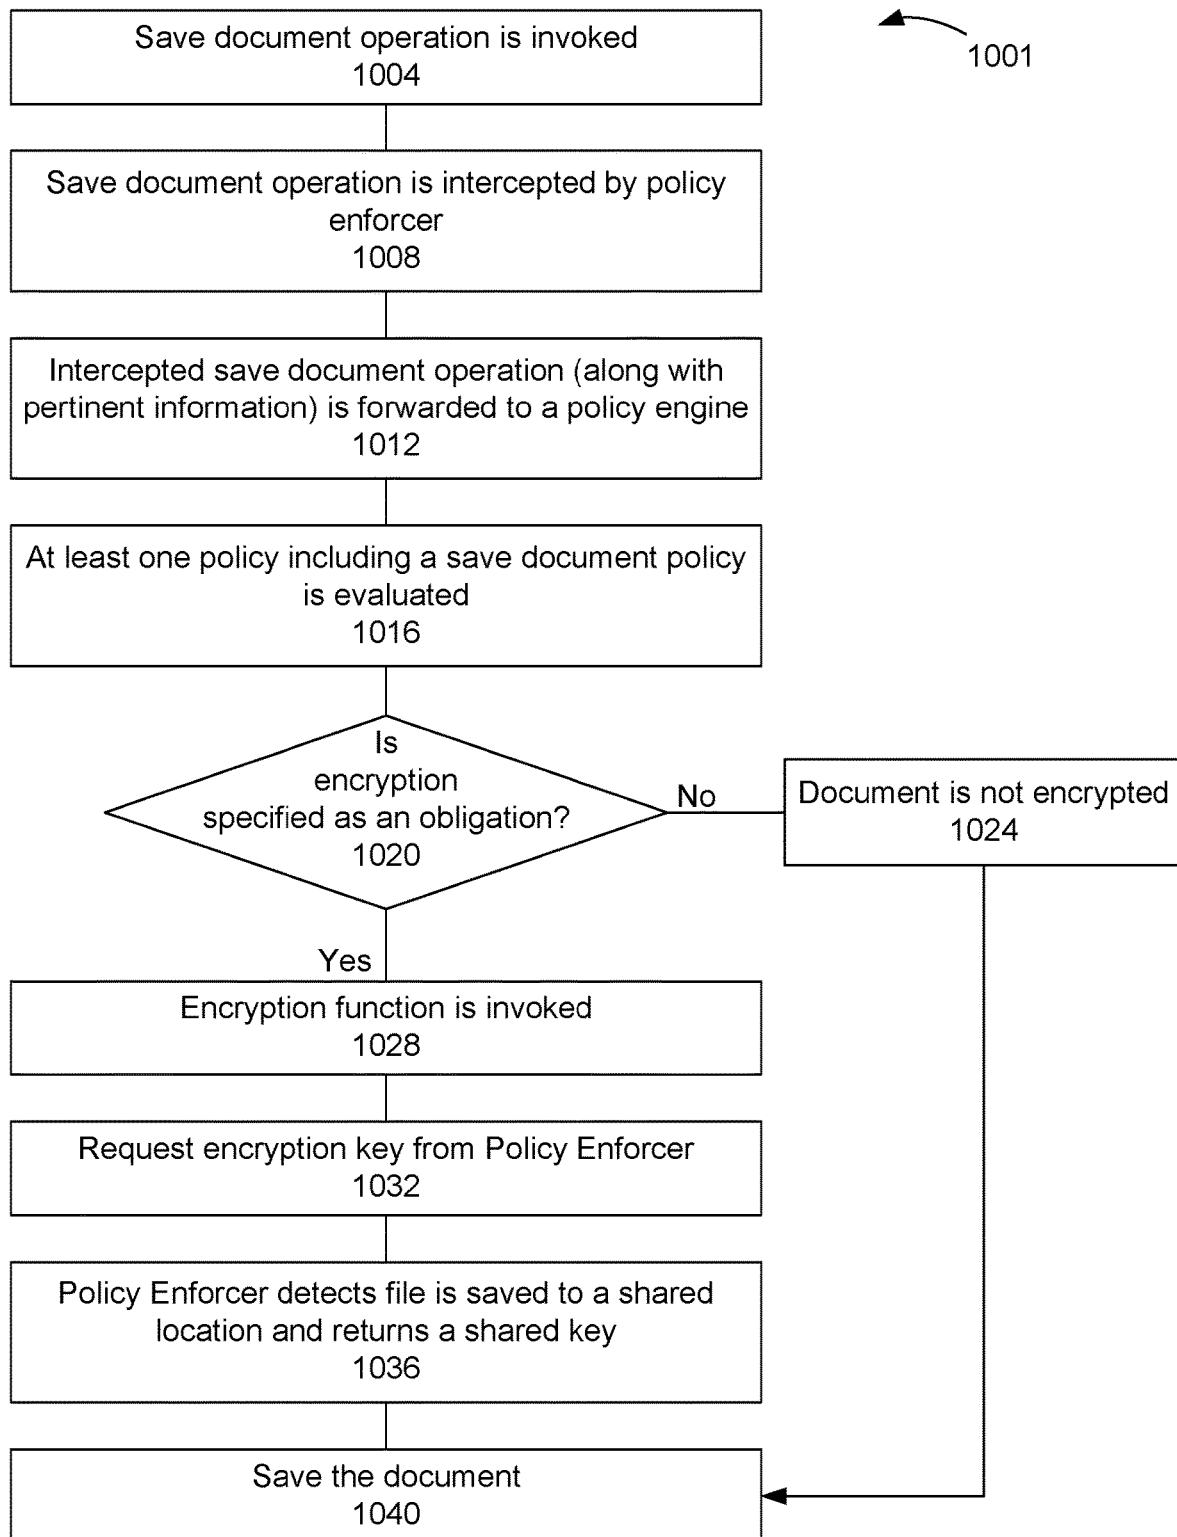 Save document operation is invoked
1004
1001
Save document operation is intercepted by policy
enforcer
1008
Intercepted save document operation (along with
pertinent information) is forwarded to a policy engine
1012
At least one policy including a save document policy
is evaluated
1016
Is
encryption
specified as an obligation?
1020
No
Document is not encrypted
1024
Yes
Encryption function is invoked
1028
Request encryption key from Policy Enforcer
1032
Policy Enforcer detects file is saved to a shared
location and returns a shared key
1036
Save the document
1040